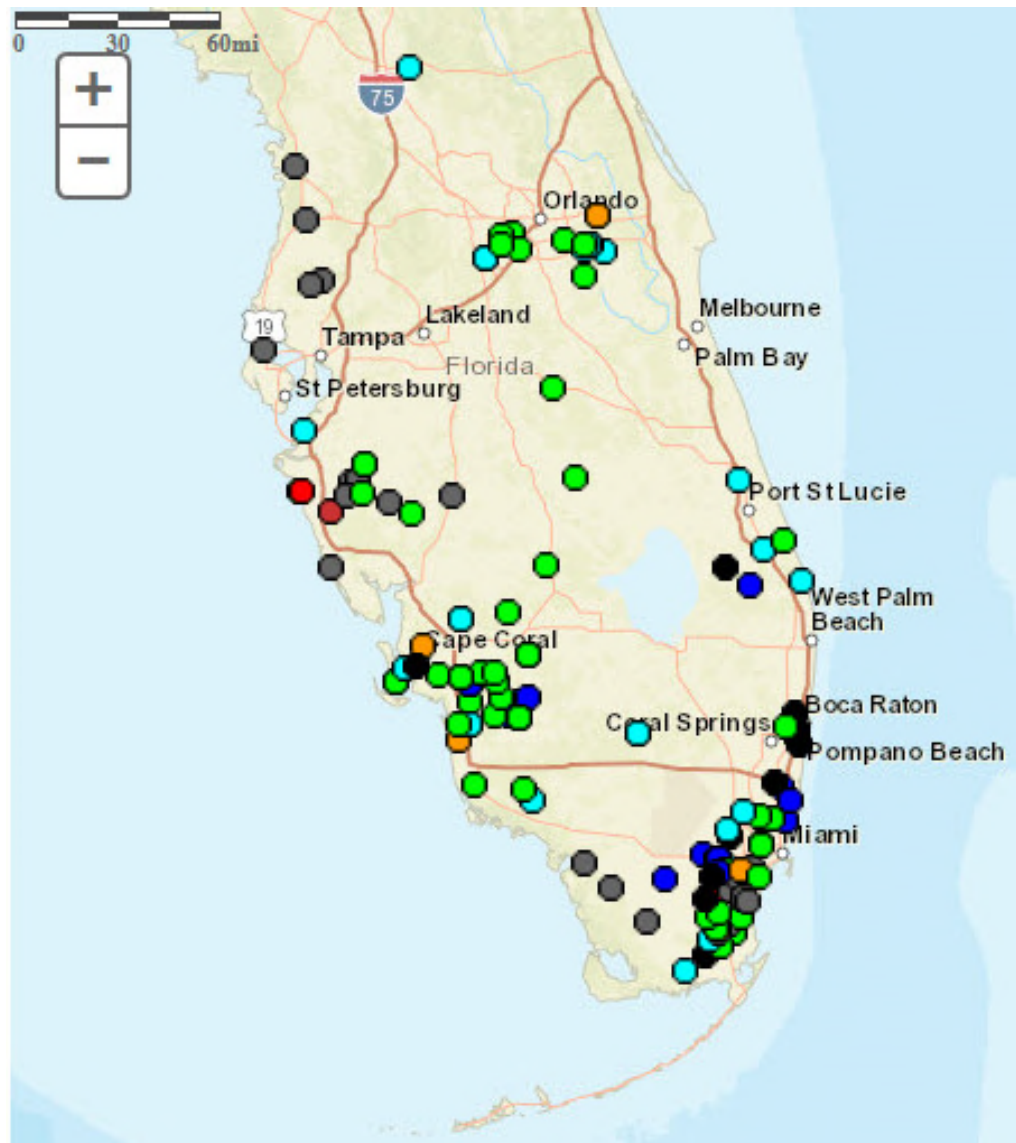 0 30 60mi
+
−
75
Orlando
Melbourne
Lakeland
19
Tampa
Palm Bay
Florida
St Petersburg
Port St Lucie
West Palm
Beach
Cape Coral
Boca Raton
Coral Springs
Pompano Beach
Miami